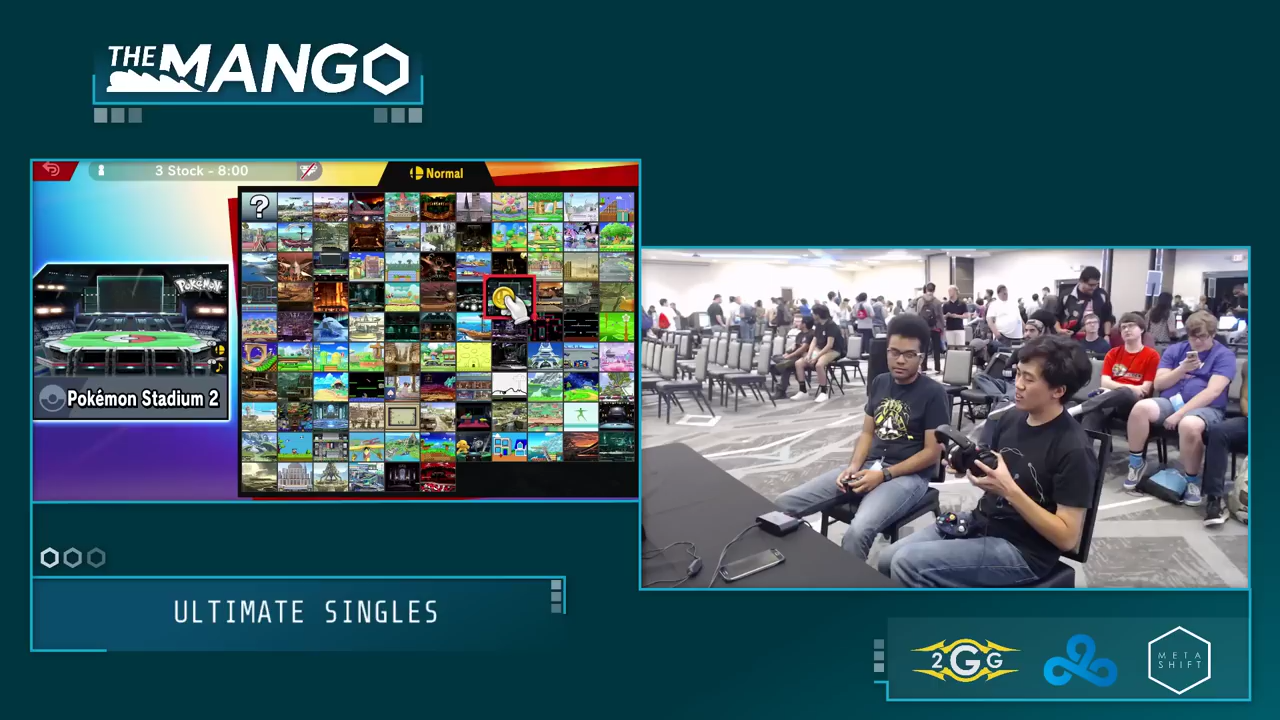 THE MANGO
3 Stock - 8:00
Normal
?
POKéMON
Pokémon Stadium 2
ULTIMATE SINGLES
2GG
META
SHIFT